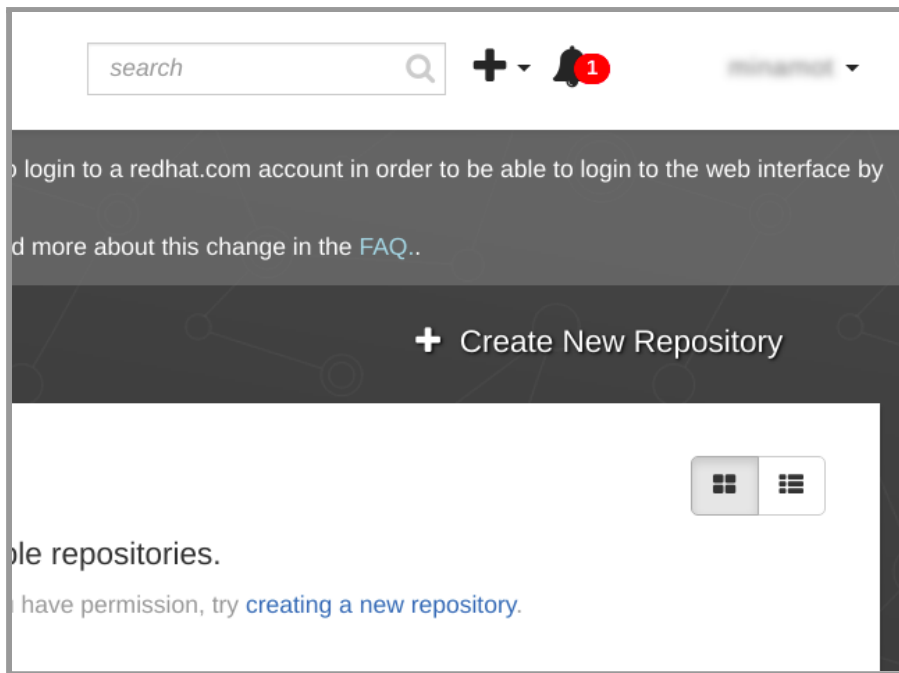 search
1
login to a redhat.com account in order to be able to login to the web interface by
more about this change in the FAQ..
Create New Repository
repositories.
have permission, try creating a new repository.